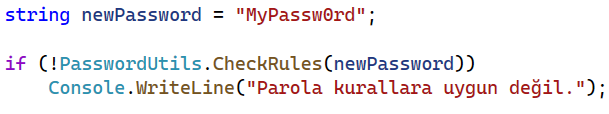 string newPassword = "MyPassw0rd";
if (!PasswordUtils.CheckRules(newPassword))
Console.WriteLine("Parola kurallara uygun değil.");